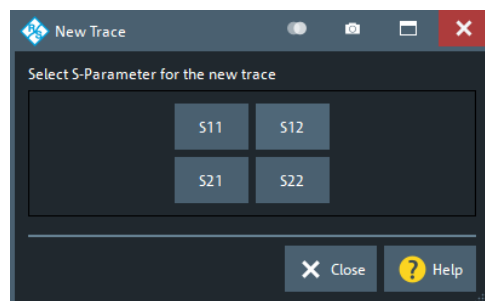 New Trace
Select S-Parameter for the new trace
S11 S12
S21 S22
Close ? Help